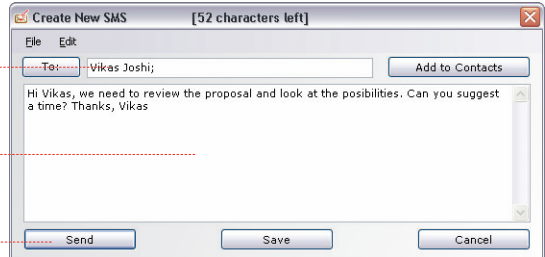 Create New SMS [52 characters left]
File Edit
To: Vikas Joshi; Add to Contacts
Hi Vikas, we need to review the proposal and look at the posibilities. Can you suggest
a time? Thanks, Vikas
Send Save Cancel